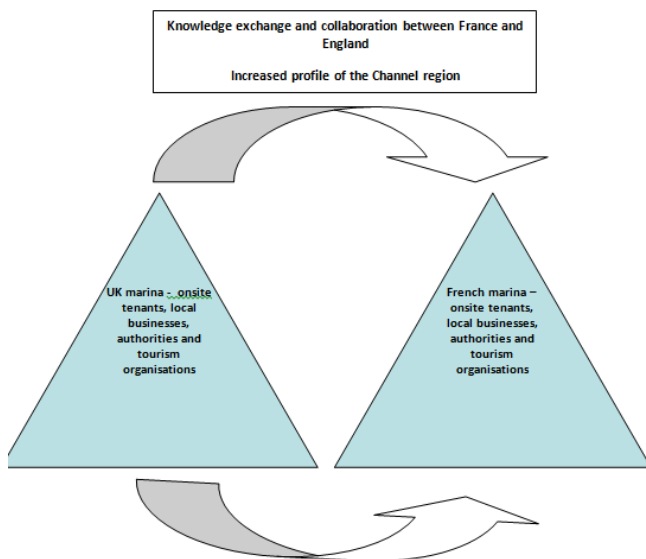 Knowledge exchange and collaboration between France and
England
Increased profile of the Channel region
UK marina - onsite
tenants, local
businesses,
authorities and
tourism
organisations
French marina –
onsite tenants,
local businesses,
authorities and
tourism
organisations